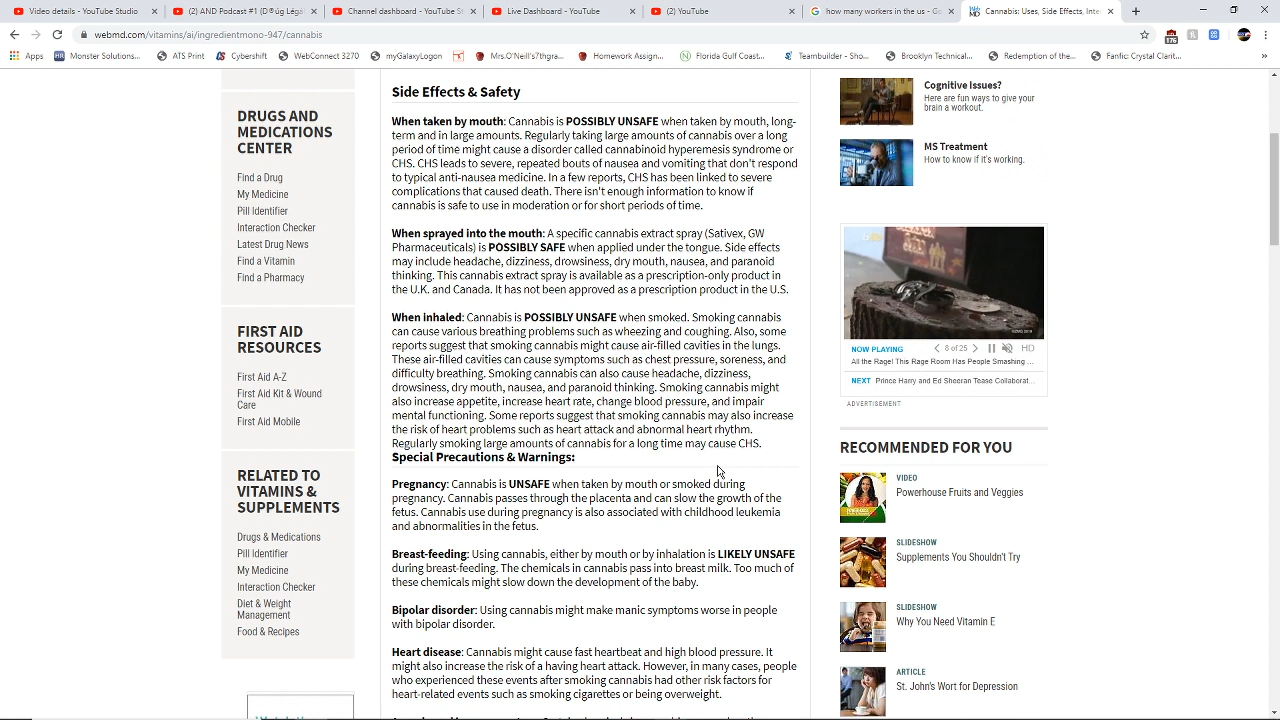 Video details - YouTube S
(2) AND Podcast #1 (D®ug Légal
Channel dashboard - YouTube
Live Dashboard - YouTube
(2) YouTube
how many workers in the us - G
Cannabis: Uses, Side Effects, Inte
webmd.com/vitamins/ai/ingredientmono-947/cannabis
176
Apps
Monster Solutions...
ATS Print
Cybershift
WebConnect 3270
myGalaxyLogon
Mrs.O'Neill's?thgra...
Homework Assign...
Florida Gulf Coast...
Teambuilder - Sho...
Brooklyn Technical...
Redemption of the...
Fanfic: Crystal Clarit...
»
DRUGS AND
MEDICATIONS
CENTER
Find a Drug
My Medicine
Pill Identifier
Interaction Checker
Latest Drug News
Find a Vitamin
Find a Pharmacy
FIRST AID
RESOURCES
First Aid A-Z
First Aid Kit & Wound
Care
First Aid Mobile
RELATED TO
VITAMINS &
SUPPLEMENTS
Drugs & Medications
Pill Identifier
My Medicine
Interaction Checker
Diet & Weight
Management
Food & Recipes
Side Effects & Safety
When taken by mouth: Cannabis is POSSIBLY UNSAFE when taken by mouth, long-
term and in large amounts. Regularly taking large amounts of cannabis over a long
period of time might cause a disorder called cannabinoid hyperemesis syndrome or
CHS. CHS leads to severe, repeated bouts of nausea and vomiting that don't respond
to typical anti-nausea medicine. In a few reports, CHS has been linked to severe
complications that caused death. There isn't enough information to know if
cannabis is safe to use in moderation or for short periods of time.
When sprayed into the mouth: A specific cannabis extract spray (Sativex, GW
Pharmaceuticals) is POSSIBLY SAFE when applied under the tongue. Side effects
may include headache, dizziness, drowsiness, dry mouth, nausea, and paranoid
thinking. This cannabis extract spray is available as a prescription-only product in
the U.K. and Canada. It has not been approved as a prescription product in the U.S.
When inhaled: Cannabis is POSSIBLY UNSAFE when smoked. Smoking cannabis
can cause various breathing problems such as wheezing and coughing. Also, some
reports suggest that smoking cannabis might cause air-filled cavities in the lungs.
These air-filled cavities can cause symptoms such as chest pressure, soreness, and
difficulty breathing. Smoking cannabis can also cause headache, dizziness,
drowsiness, dry mouth, nausea, and paranoid thinking. Smoking cannabis might
also increase appetite, increase heart rate, change blood pressure, and impair
mental functioning. Some reports suggest that smoking cannabis may also increase
the risk of heart problems such as heart attack and abnormal heart rhythm.
Regularly smoking large amounts of cannabis for a long time may cause CHS.
Special Precautions & Warnings:
Pregnancy: Cannabis is UNSAFE when taken by mouth or smoked during
pregnancy. Cannabis passes through the placenta and can slow the growth of the
fetus. Cannabis use during pregnancy is also associated with childhood leukemia
and abnormalities in the fetus.
Breast-feeding: Using cannabis, either by mouth or by inhalation is LIKELY UNSAFE
during breast-feeding. The chemicals in cannabis pass into breast milk. Too much of
these chemicals might slow down the development of the baby.
Bipolar disorder: Using cannabis might make manic symptoms worse in people
with bipolar disorder.
Heart disease: Cannabis might cause fast heartbeat and high blood pressure. It
might also increase the risk of a having heart attack. However, in many cases, people
who experienced these events after smoking cannabis had other risk factors for
heart-related events such as smoking cigarettes or being overweight.
Cognitive Issues?
Here are fun ways to give your
brain a workout.
MS Treatment
How to know if it's working.
NOW PLAYING
8 of 25
HD
All the Rage! This Rage Room Has People Smashing ...
NEXT Prince Harry and Ed Sheeran Tease Collaborat...
ADVERTISEMENT
RECOMMENDED FOR YOU
VIDEO
Powerhouse Fruits and Veggies
SLIDESHOW
Supplements You Shouldn't Try
SLIDESHOW
Why You Need Vitamin E
ARTICLE
St. John's Wort for Depression